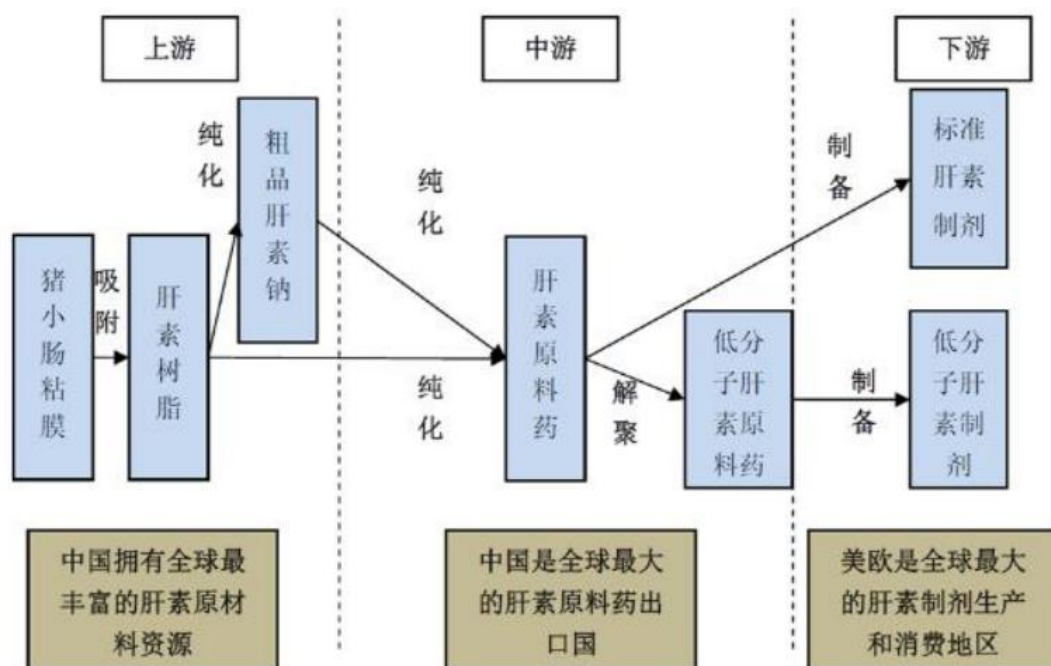 上游
中游
下游
纯化
粗品肝素钠
纯化
制备
标准
肝素
制剂
猪小肠粘膜
吸附
肝素树脂
纯化
肝素原料药
解聚
低分
子肝
素原
料药
制备
低分
子肝
素制
剂
中国拥有全球最
丰富的肝素原材
料资源
中国是全球最大
的肝素原料药出
口国
美欧是全球最大
的肝素制剂生产
和消费地区